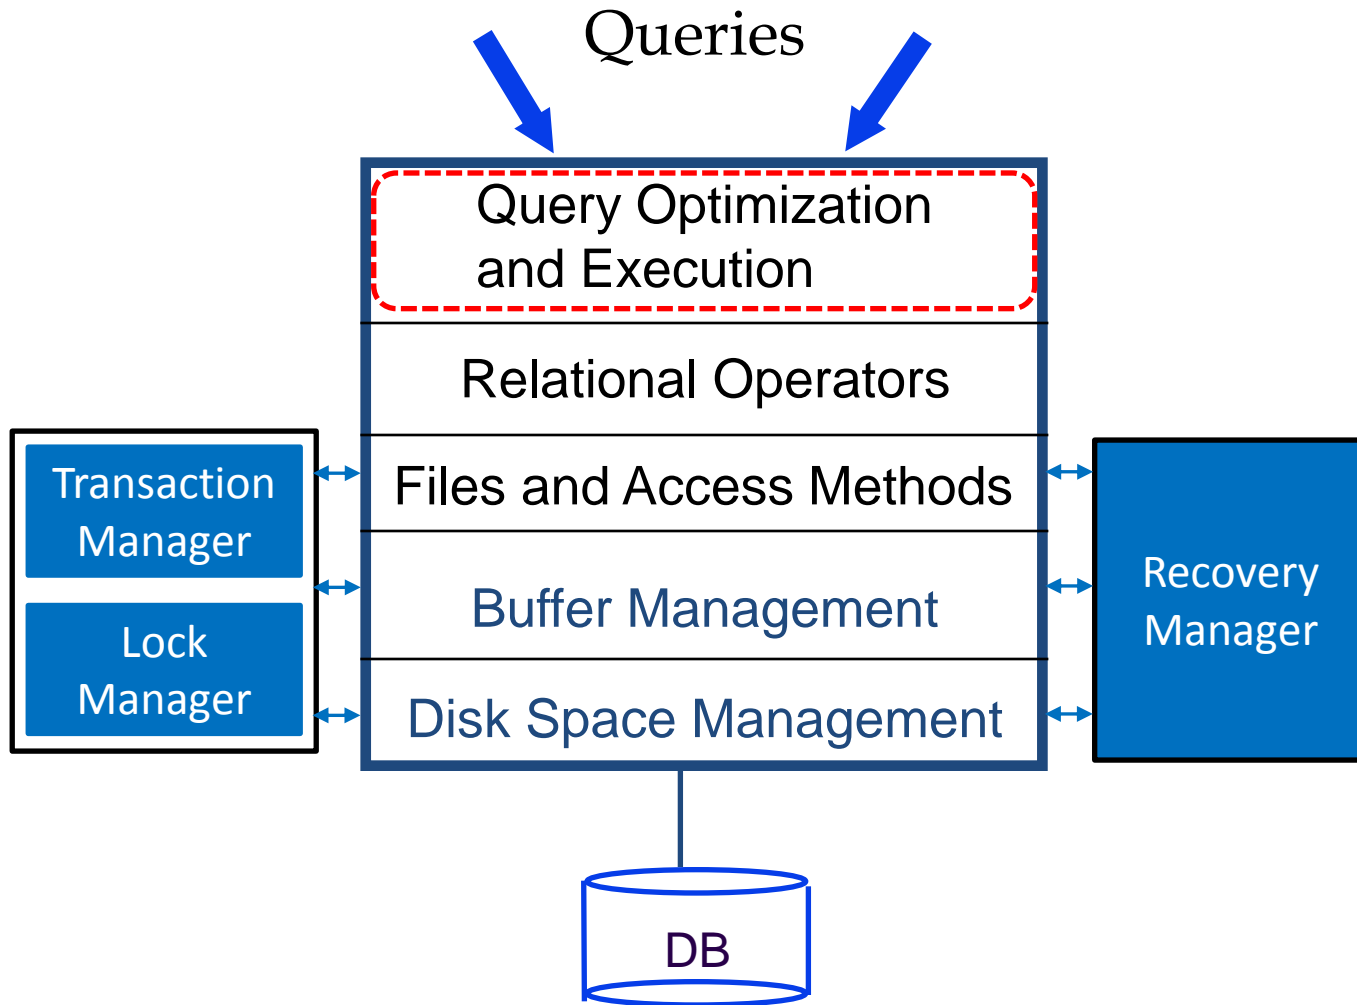 Queries
Query Optimization
and Execution
Relational Operators
Files and Access Methods
Buffer Management
Disk Space Management
Transaction
Manager
Lock
Manager
Recovery
Manager
DB